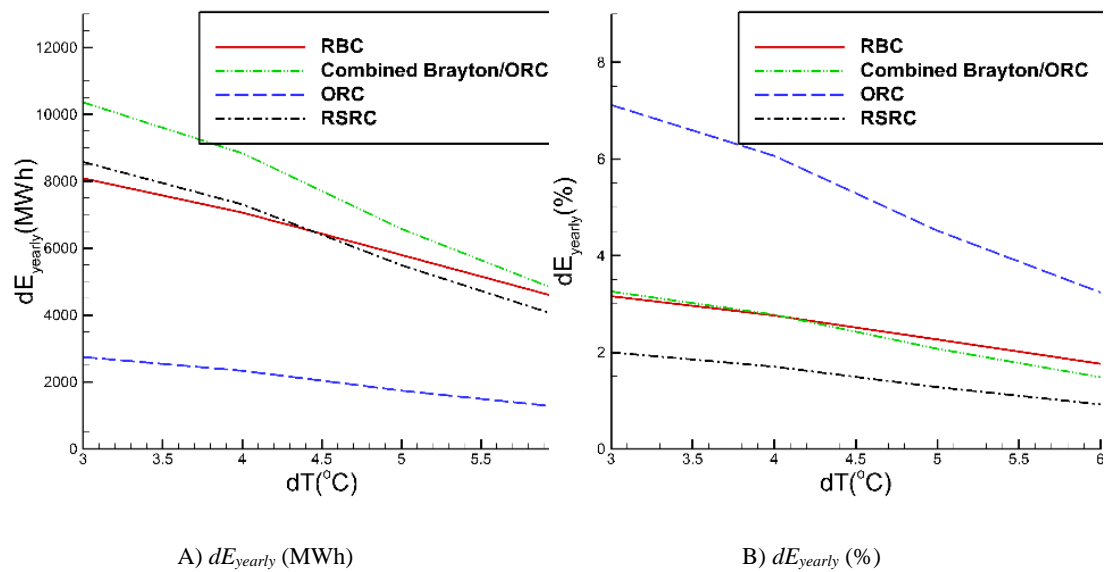 12000
10000
8000
6000
4000
2000
0
dE_yearly(MWh)
RBC
Combined Brayton/ORC
ORC
RSRC
3
3.5
4
4.5
5
5.5
dT(°C)
8
6
4
2
0
dE_yearly(%)
RBC
Combined Brayton/ORC
ORC
RSRC
3
3.5
4
4.5
5
5.5
6
dT(°C)
A) dE_yearly (MWh)
B) dE_yearly (%)